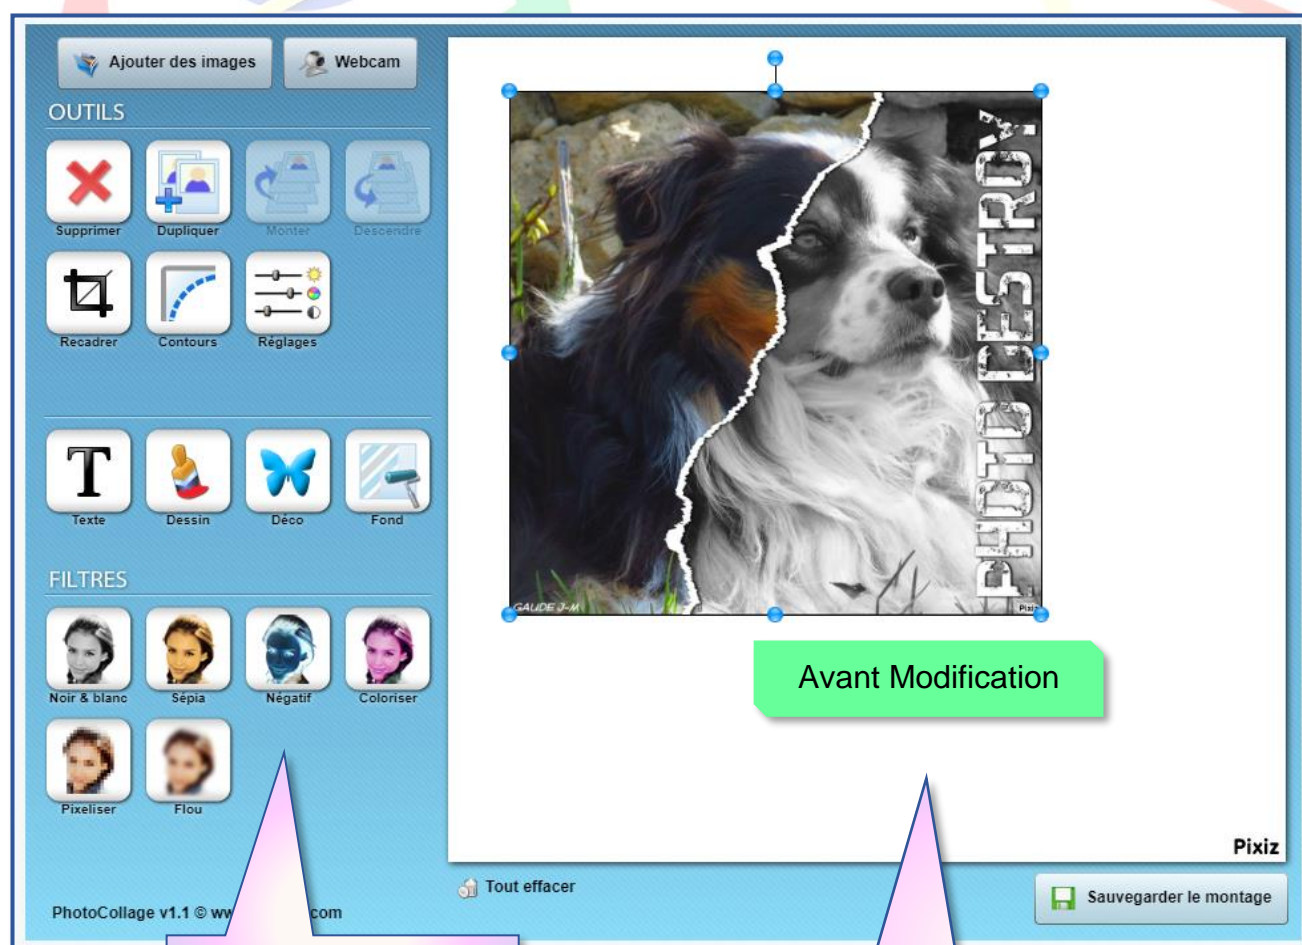 Ajouter des images
Webcam
OUTILS
Supprimer
Dupliquer
Monter
Descendre
Recadrer
Contours
Réglages
T
Texte
Dessin
Déco
Fond
FILTRES
Noir & blanc
Sépia
Négatif
Coloriser
Pixeliser
Flou
PHOTO DESTROY
GAUDE J-M
Pixiz
Avant Modification
Pixiz
Tout effacer
Sauvegarder le montage
PhotoCollage v1.1 © ww com